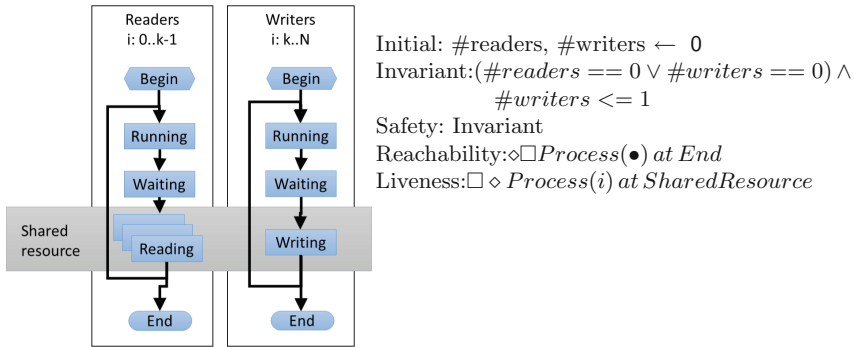 Readers
i: 0..k-1
Begin
Running
Waiting
Reading
End
Writers
i: k..N
Begin
Running
Waiting
Writing
End
Shared
resource
Initial: #readers, #writers ← 0
Invariant:(#readers == 0 ∨ #writers == 0) ∧
#writers <= 1
Safety: Invariant
Reachability:⋄□Process(•) at End
Liveness:□ ⋄ Process(i) at SharedResource